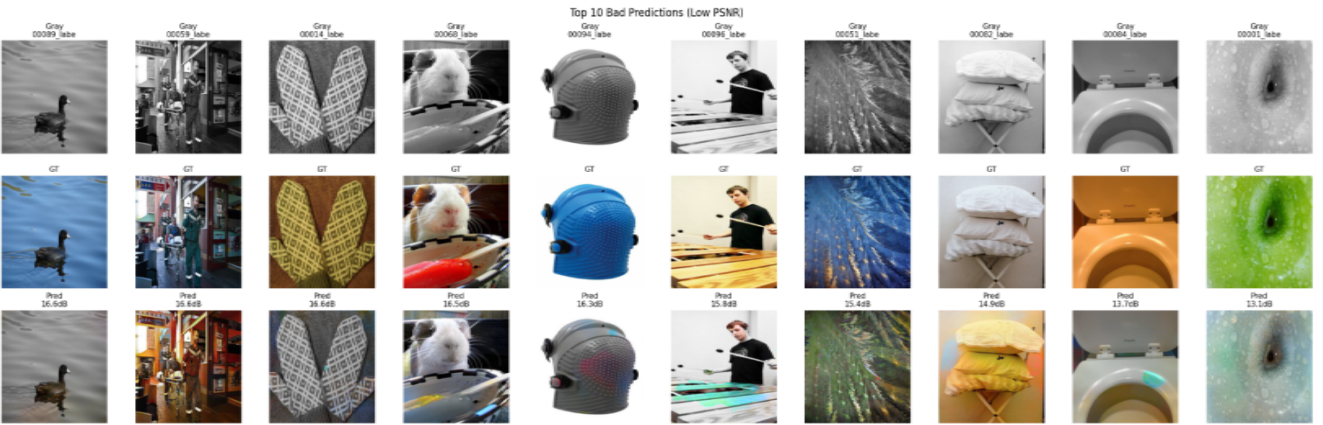 Top 10 Bad Predictions (Low PSNR)
Gray
00089_labe
Gray
00059_labe
Gray
00014_labe
Gray
00068_labe
Gray
00094_labe
Gray
00096_labe
Gray
00051_labe
Gray
00082_labe
Gray
00084_labe
Gray
00001_labe
GT
GT
GT
GT
GT
GT
GT
GT
GT
GT
Pred
16.6dB
Pred
16.6dB
Pred
16.6dB
Pred
16.5dB
Pred
16.3dB
Pred
15.8dB
Pred
15.4dB
Pred
14.9dB
Pred
13.7dB
Pred
13.1dB